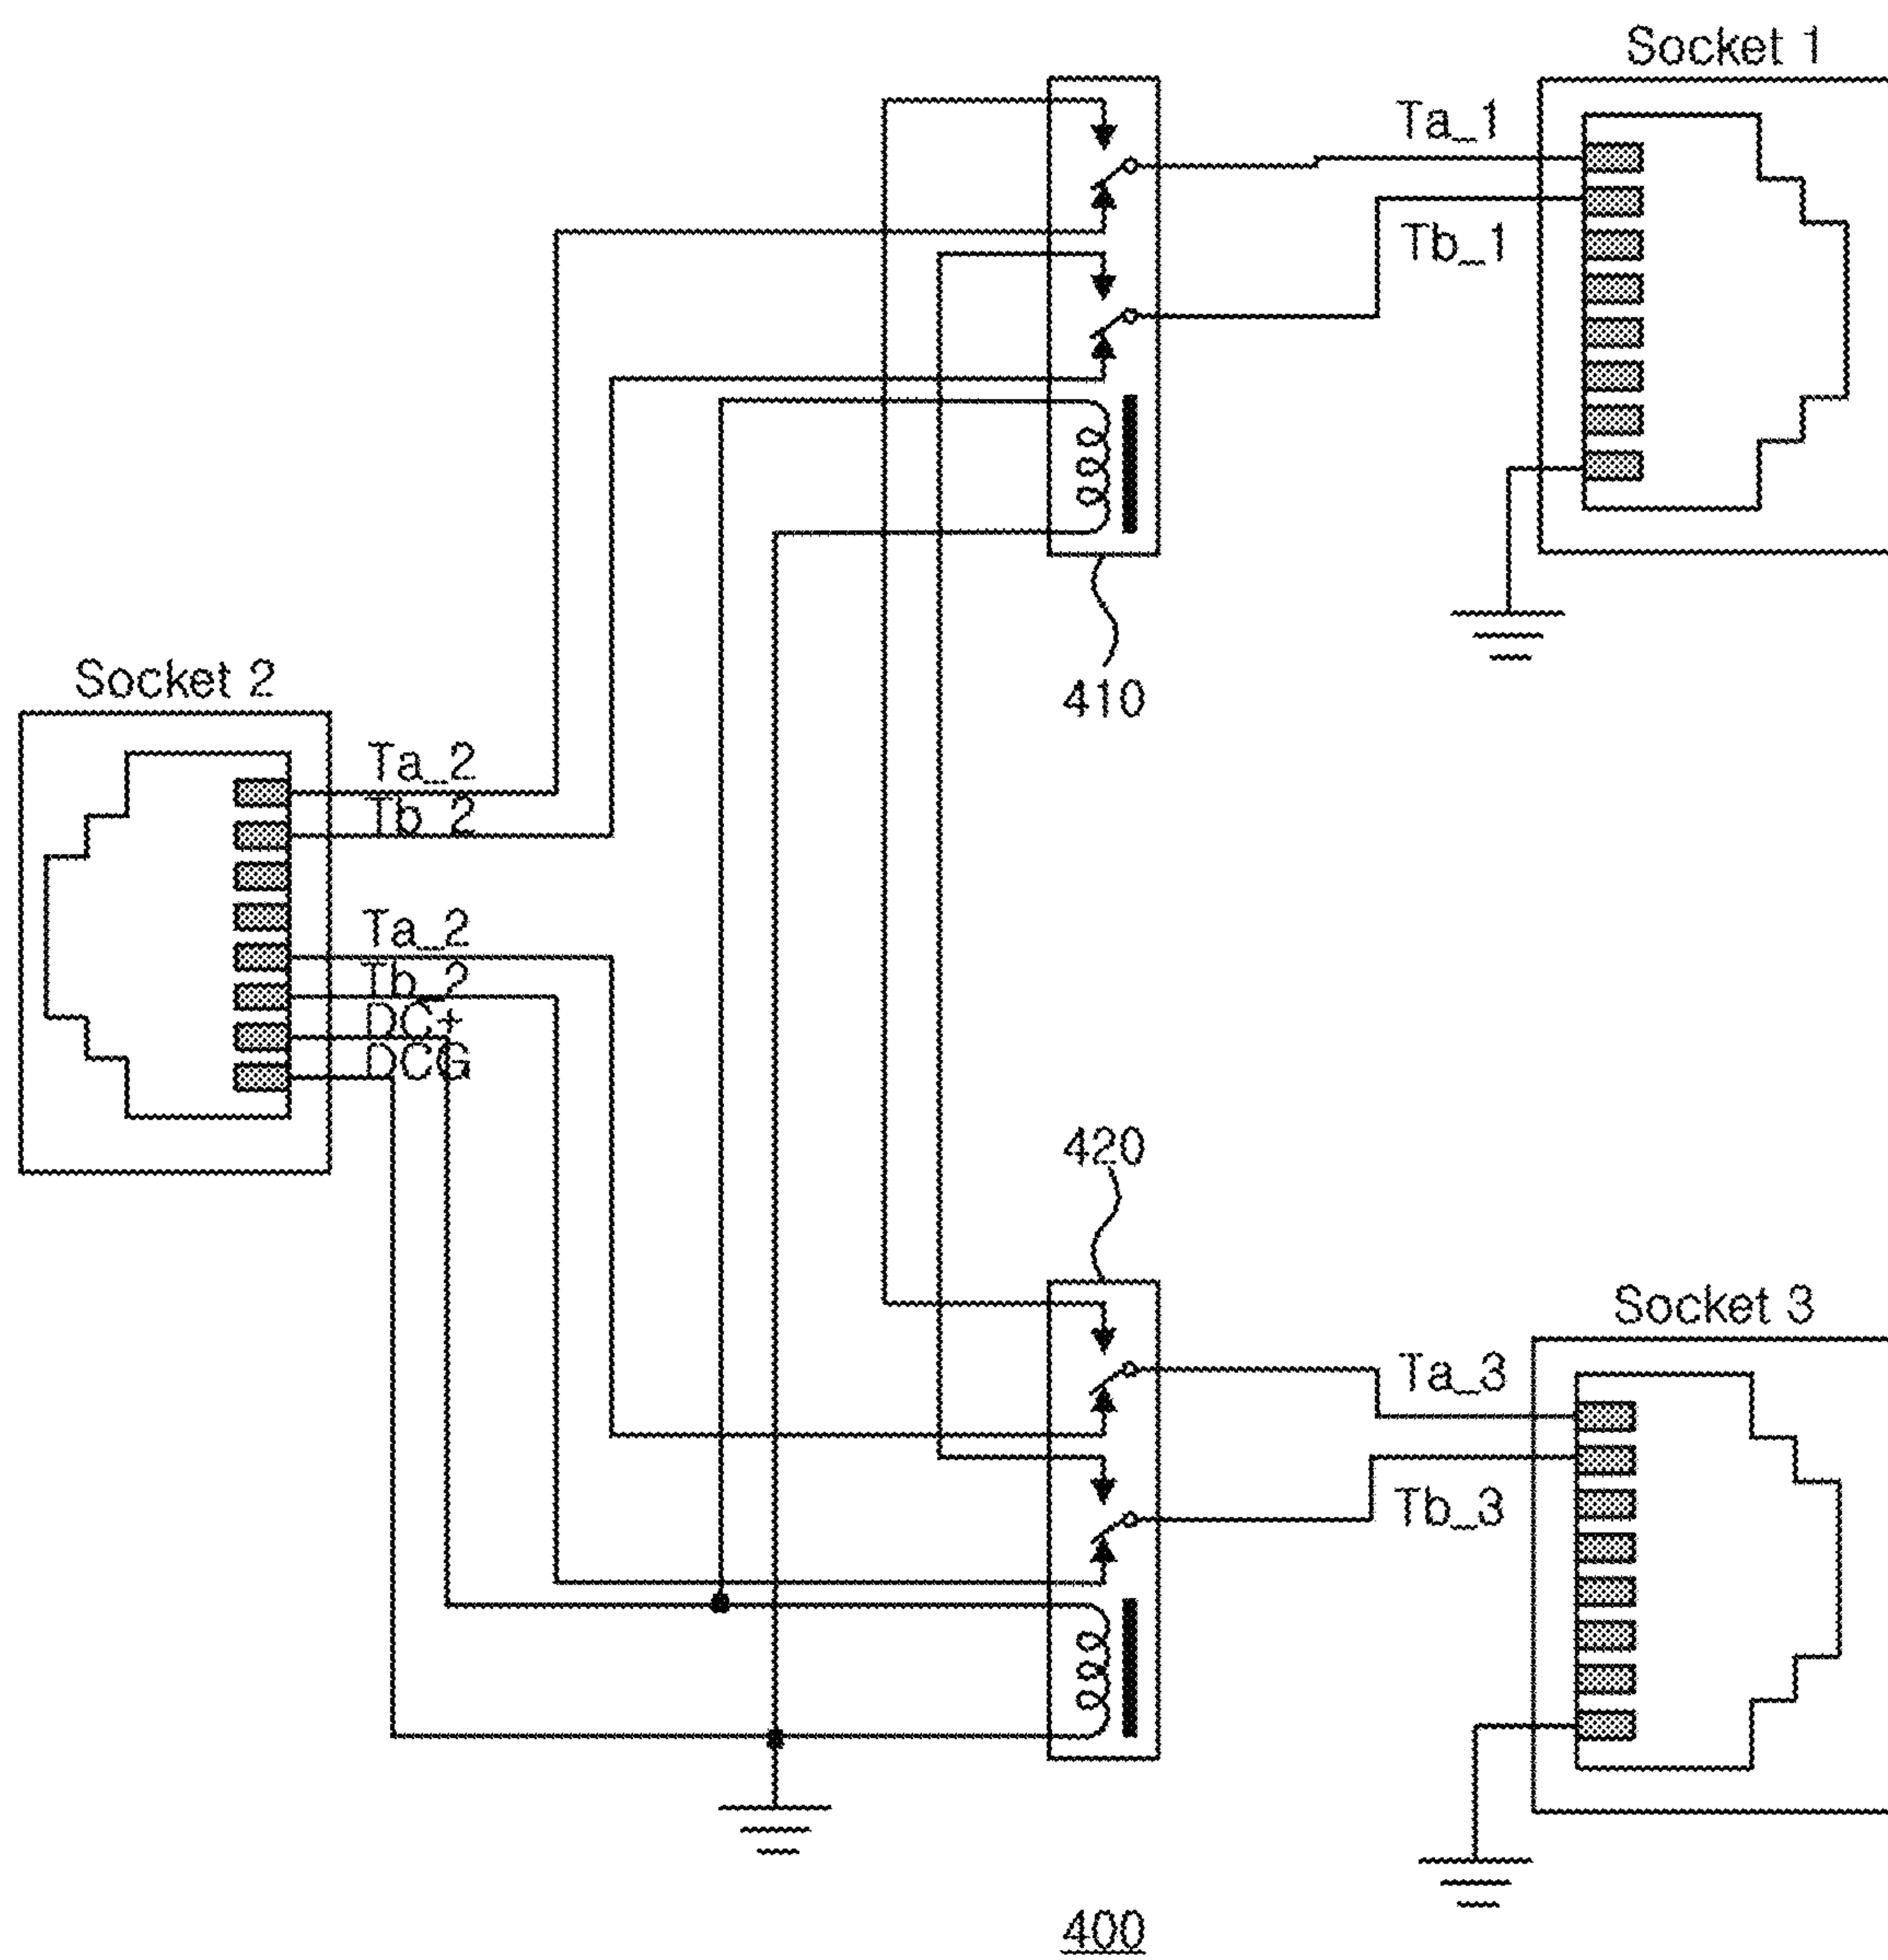 Socket 1
Ta_1
Tb_1
410
Socket 2
Ta_2
Tb_2
Ta_2
Tb_2
DC+
DCG
420
Socket 3
Ta_3
Tb_3
400